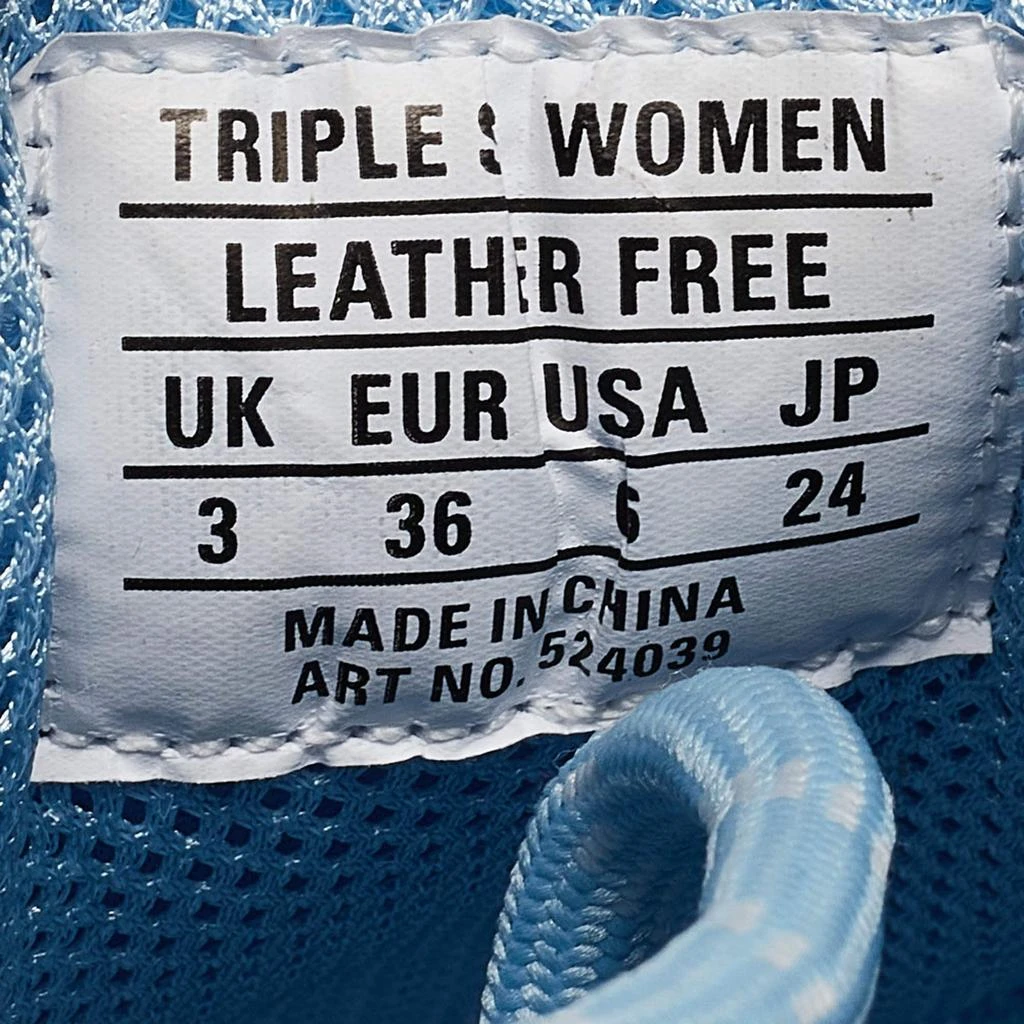 TRIPLE S WOMEN
LEATHER FREE
UK EUR USA JP
3 36 6 24
MADE IN CHINA
ART NO. 524039